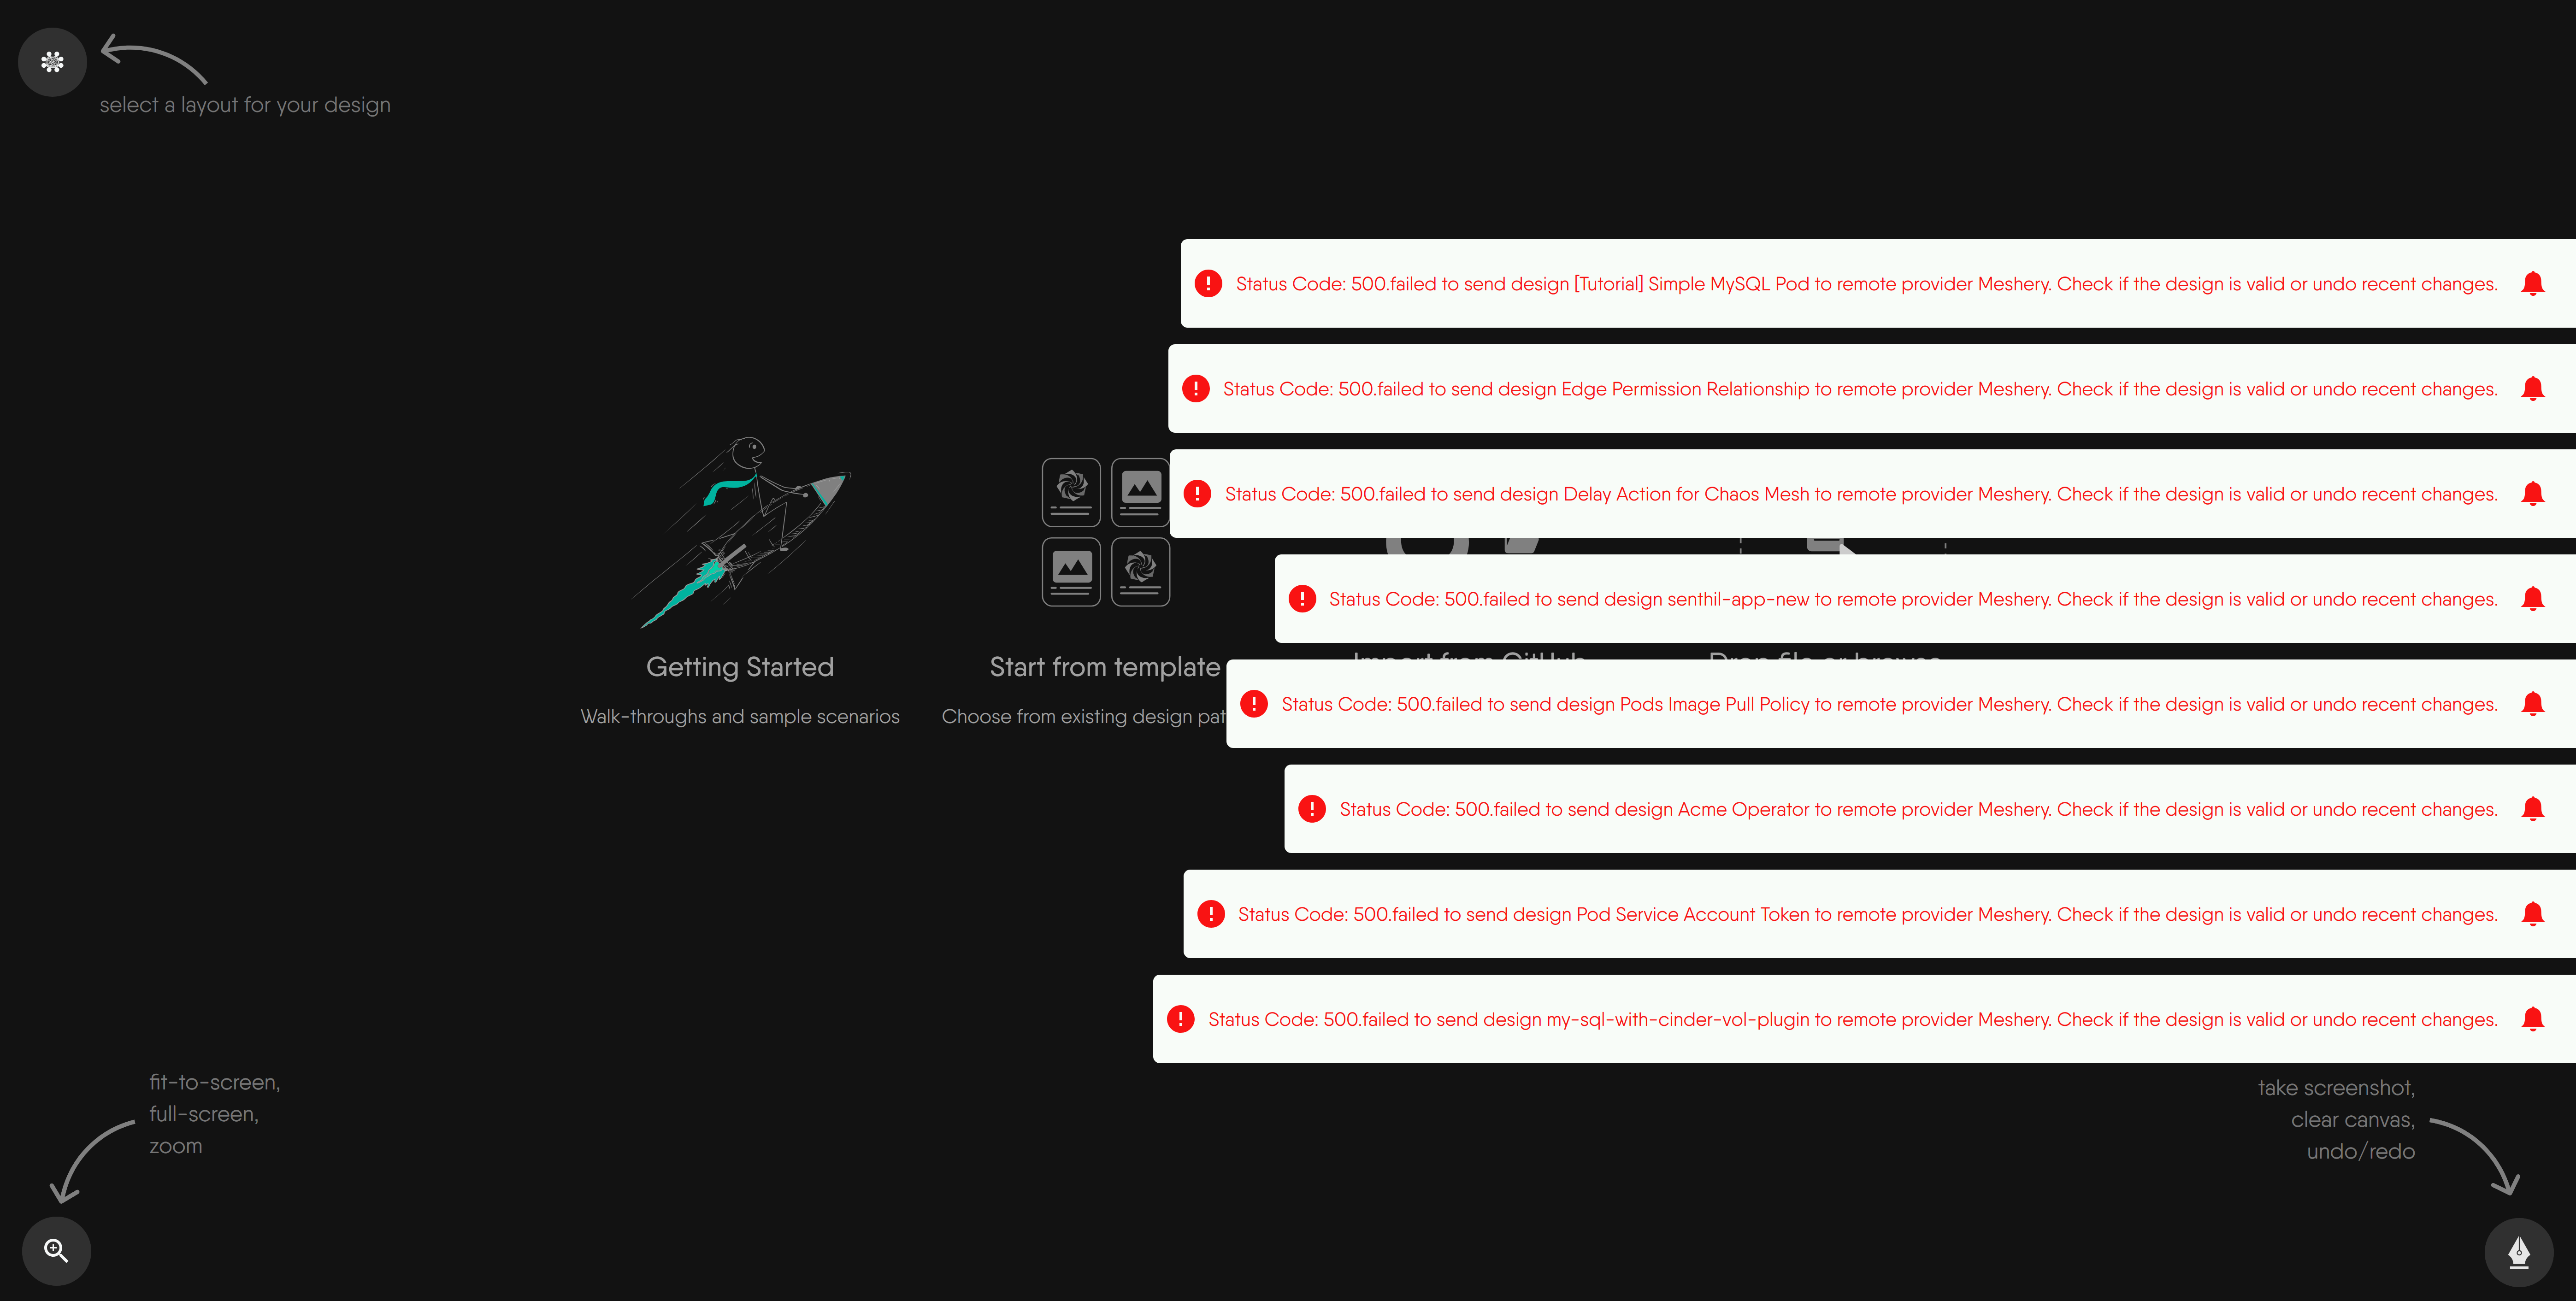 select a layout for your design
Status Code: 500.failed to send design [Tutorial] Simple MySQL Pod to remote provider Meshery. Check if the design is valid or undo recent changes.
Status Code: 500.failed to send design Edge Permission Relationship to remote provider Meshery. Check if the design is valid or undo recent changes.
Status Code: 500.failed to send design Delay Action for Chaos Mesh to remote provider Meshery. Check if the design is valid or undo recent changes.
Status Code: 500.failed to send design senthil-app-new to remote provider Meshery. Check if the design is valid or undo recent changes.
Getting Started
Start from template
Import from GitHub
Drop file or browse
Status Code: 500.failed to send design Pods Image Pull Policy to remote provider Meshery. Check if the design is valid or undo recent changes.
Walk-throughs and sample scenarios
Choose from existing design pat
Status Code: 500.failed to send design Acme Operator to remote provider Meshery. Check if the design is valid or undo recent changes.
Status Code: 500.failed to send design Pod Service Account Token to remote provider Meshery. Check if the design is valid or undo recent changes.
Status Code: 500.failed to send design my-sql-with-cinder-vol-plugin to remote provider Meshery. Check if the design is valid or undo recent changes.
fit-to-screen,
full-screen,
zoom
take screenshot,
clear canvas,
undo/redo